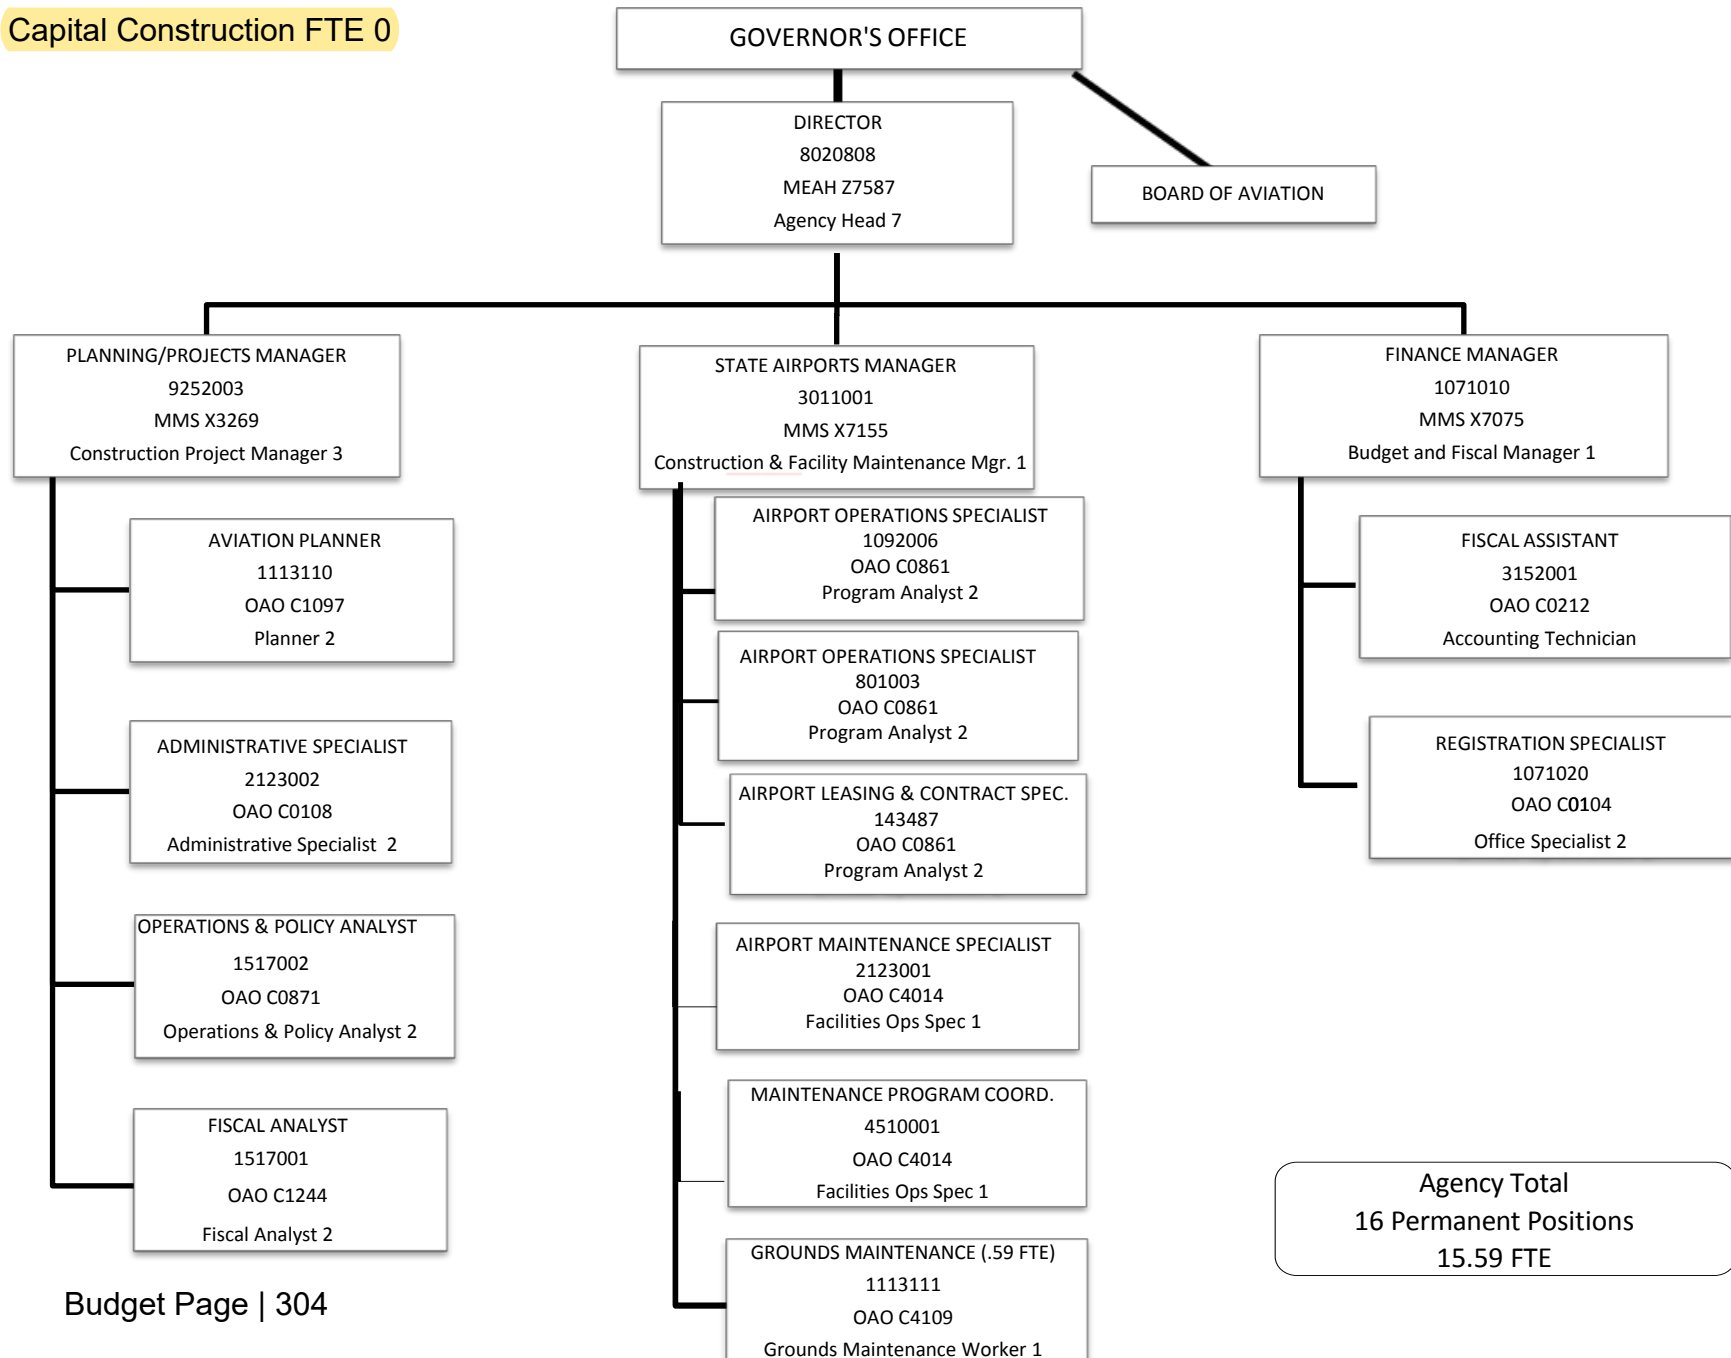 Capital Construction FTE 0
GOVERNOR'S OFFICE
DIRECTOR
8020808
MEAH Z7587
Agency Head 7
BOARD OF AVIATION
PLANNING/PROJECTS MANAGER
9252003
MMS X3269
Construction Project Manager 3
STATE AIRPORTS MANAGER
3011001
MMS X7155
Construction & Facility Maintenance Mgr. 1
FINANCE MANAGER
1071010
MMS X7075
Budget and Fiscal Manager 1
AVIATION PLANNER
1113110
OAO C1097
Planner 2
ADMINISTRATIVE SPECIALIST
2123002
OAO C0108
Administrative Specialist 2
OPERATIONS & POLICY ANALYST
1517002
OAO C0871
Operations & Policy Analyst 2
FISCAL ANALYST
1517001
OAO C1244
Fiscal Analyst 2
AIRPORT OPERATIONS SPECIALIST
1092006
OAO C0861
Program Analyst 2
AIRPORT OPERATIONS SPECIALIST
801003
OAO C0861
Program Analyst 2
AIRPORT LEASING & CONTRACT SPEC.
143487
OAO C0861
Program Analyst 2
AIRPORT MAINTENANCE SPECIALIST
2123001
OAO C4014
Facilities Ops Spec 1
MAINTENANCE PROGRAM COORD.
4510001
OAO C4014
Facilities Ops Spec 1
GROUNDS MAINTENANCE (.59 FTE)
1113111
OAO C4109
Grounds Maintenance Worker 1
FISCAL ASSISTANT
3152001
OAO C0212
Accounting Technician
REGISTRATION SPECIALIST
1071020
OAO C0104
Office Specialist 2
Agency Total
16 Permanent Positions
15.59 FTE
Budget Page | 304